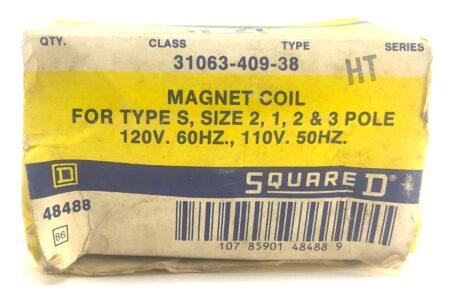 QTY. CLASS TYPE SERIES
31063-409-38
HT
MAGNET COIL
FOR TYPE S, SIZE 2, 1, 2 & 3 POLE
120V. 60HZ., 110V. 50HZ.
D SQUARE D®
48488
86
107 85901 48488 9